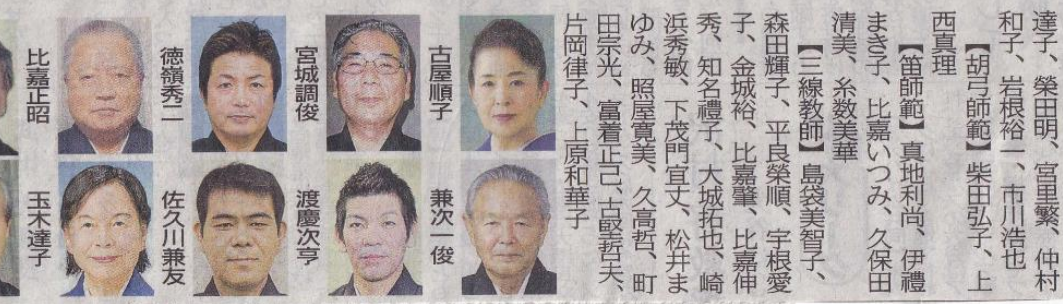 達子、榮田明、宮里繁、仲村
和子、岩根裕一、市川浩也
【胡弓師範】柴田弘子、上
西真理
【笛師範】真地利尚、伊禮
まき子、比嘉いつみ、久保田
清美、糸数美華
【三線教師】島袋美智子、
森田輝子、平良榮順、宇根愛
子、金城裕、比嘉肇、比嘉伸
秀、知名禮子、大城拓也、崎
浜秀敏、下茂門宜丈、松井ま
ゆみ、照屋寛美、久高哲、町
田宗光、富着正己、古堅哲夫、
片岡律子、上原和華子
古屋順子
兼次一俊
宮城調俊
渡慶次亨
德嶺秀二
佐久川兼友
比嘉正昭
玉木達子